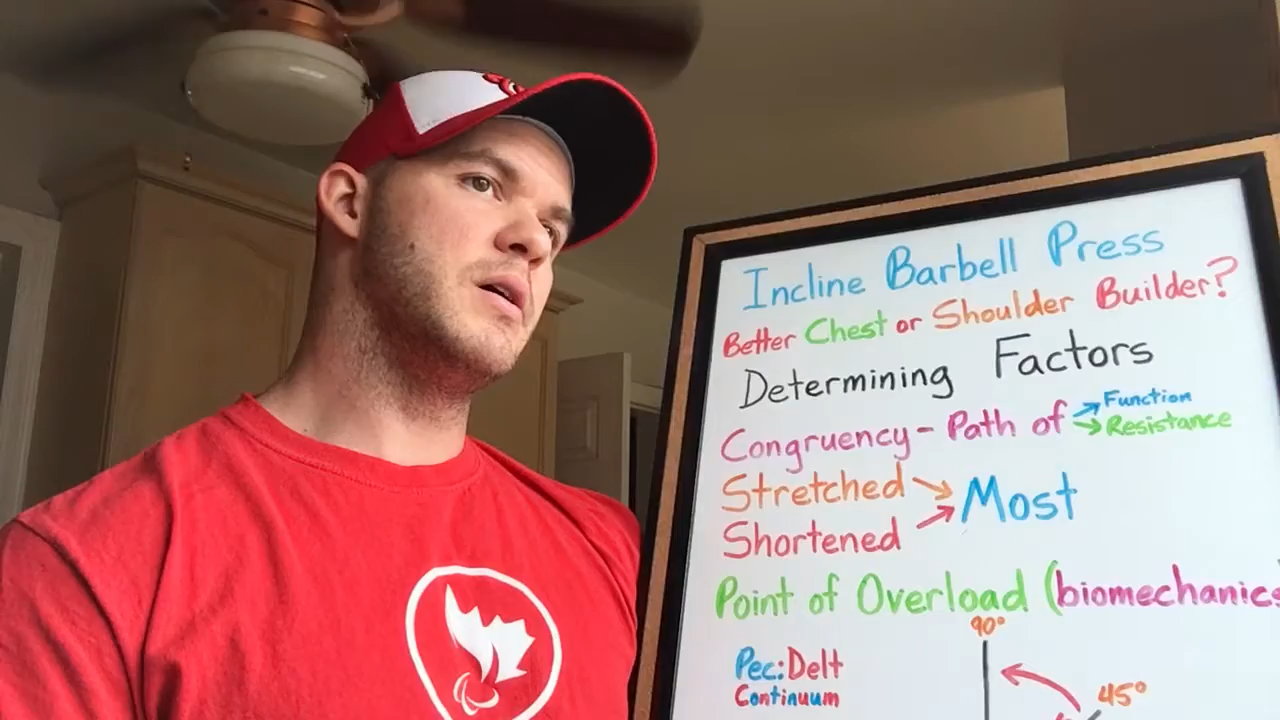 Incline Barbell Press
Better Chest or Shoulder Builder?
Determining Factors
Congruency - Path of → Function
→ Resistance
Stretched → Most
Shortened →
Point of Overload (biomechanics
90°
Pec:Delt
Continuum
45°